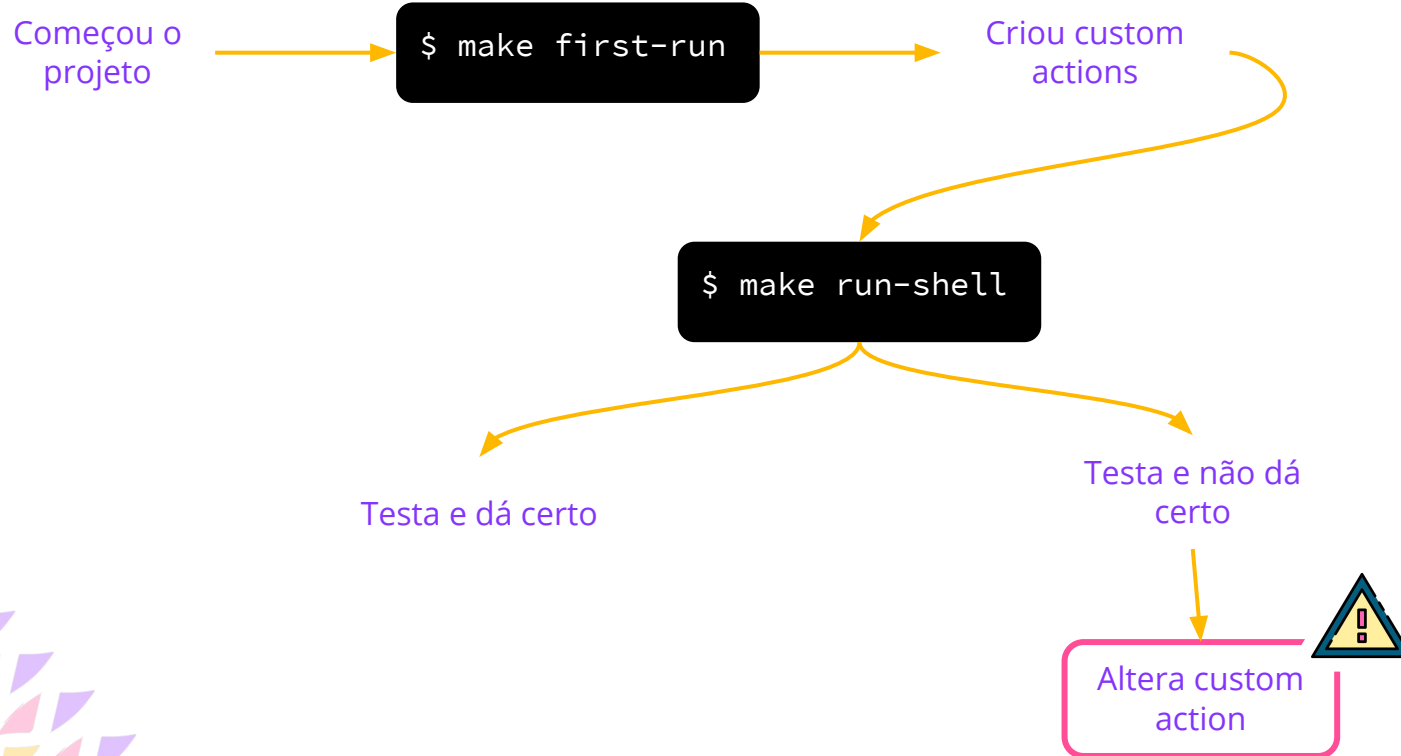 Começou o
projeto
$ make first-run
Criou custom
actions
$ make run-shell
Testa e dá certo
Testa e não dá
certo
Altera custom
action